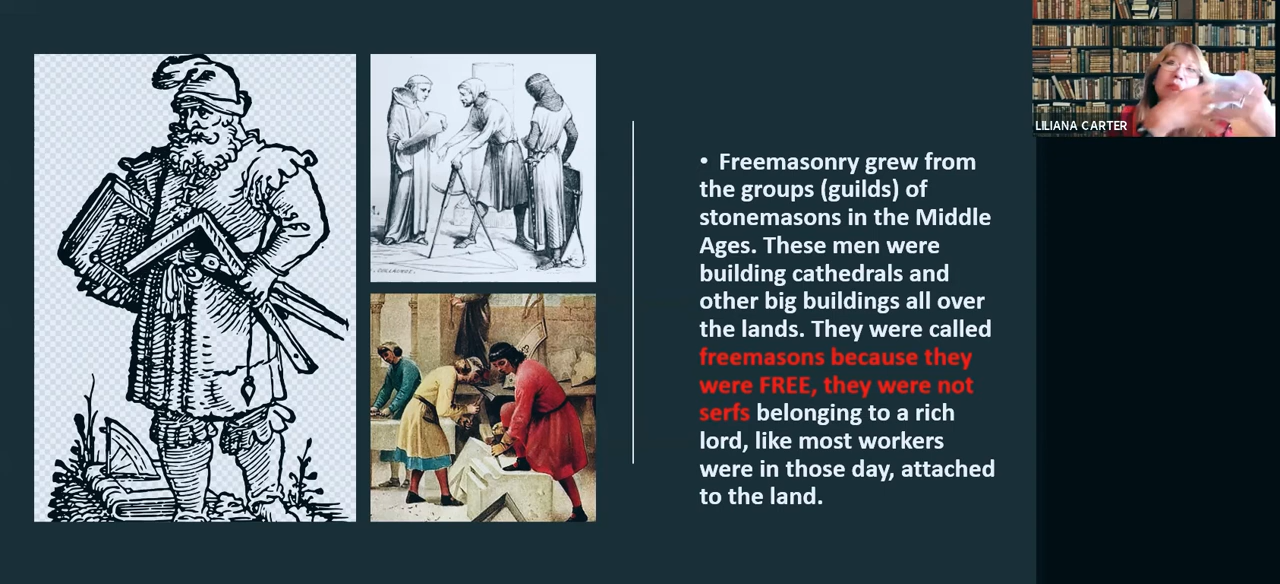 LILIANA CARTER
• Freemasonry grew from
the groups (guilds) of
stonemasons in the Middle
Ages. These men were
building cathedrals and
other big buildings all over
the lands. They were called
freemasons because they
were FREE, they were not
serfs belonging to a rich
lord, like most workers
were in those day, attached
to the land.